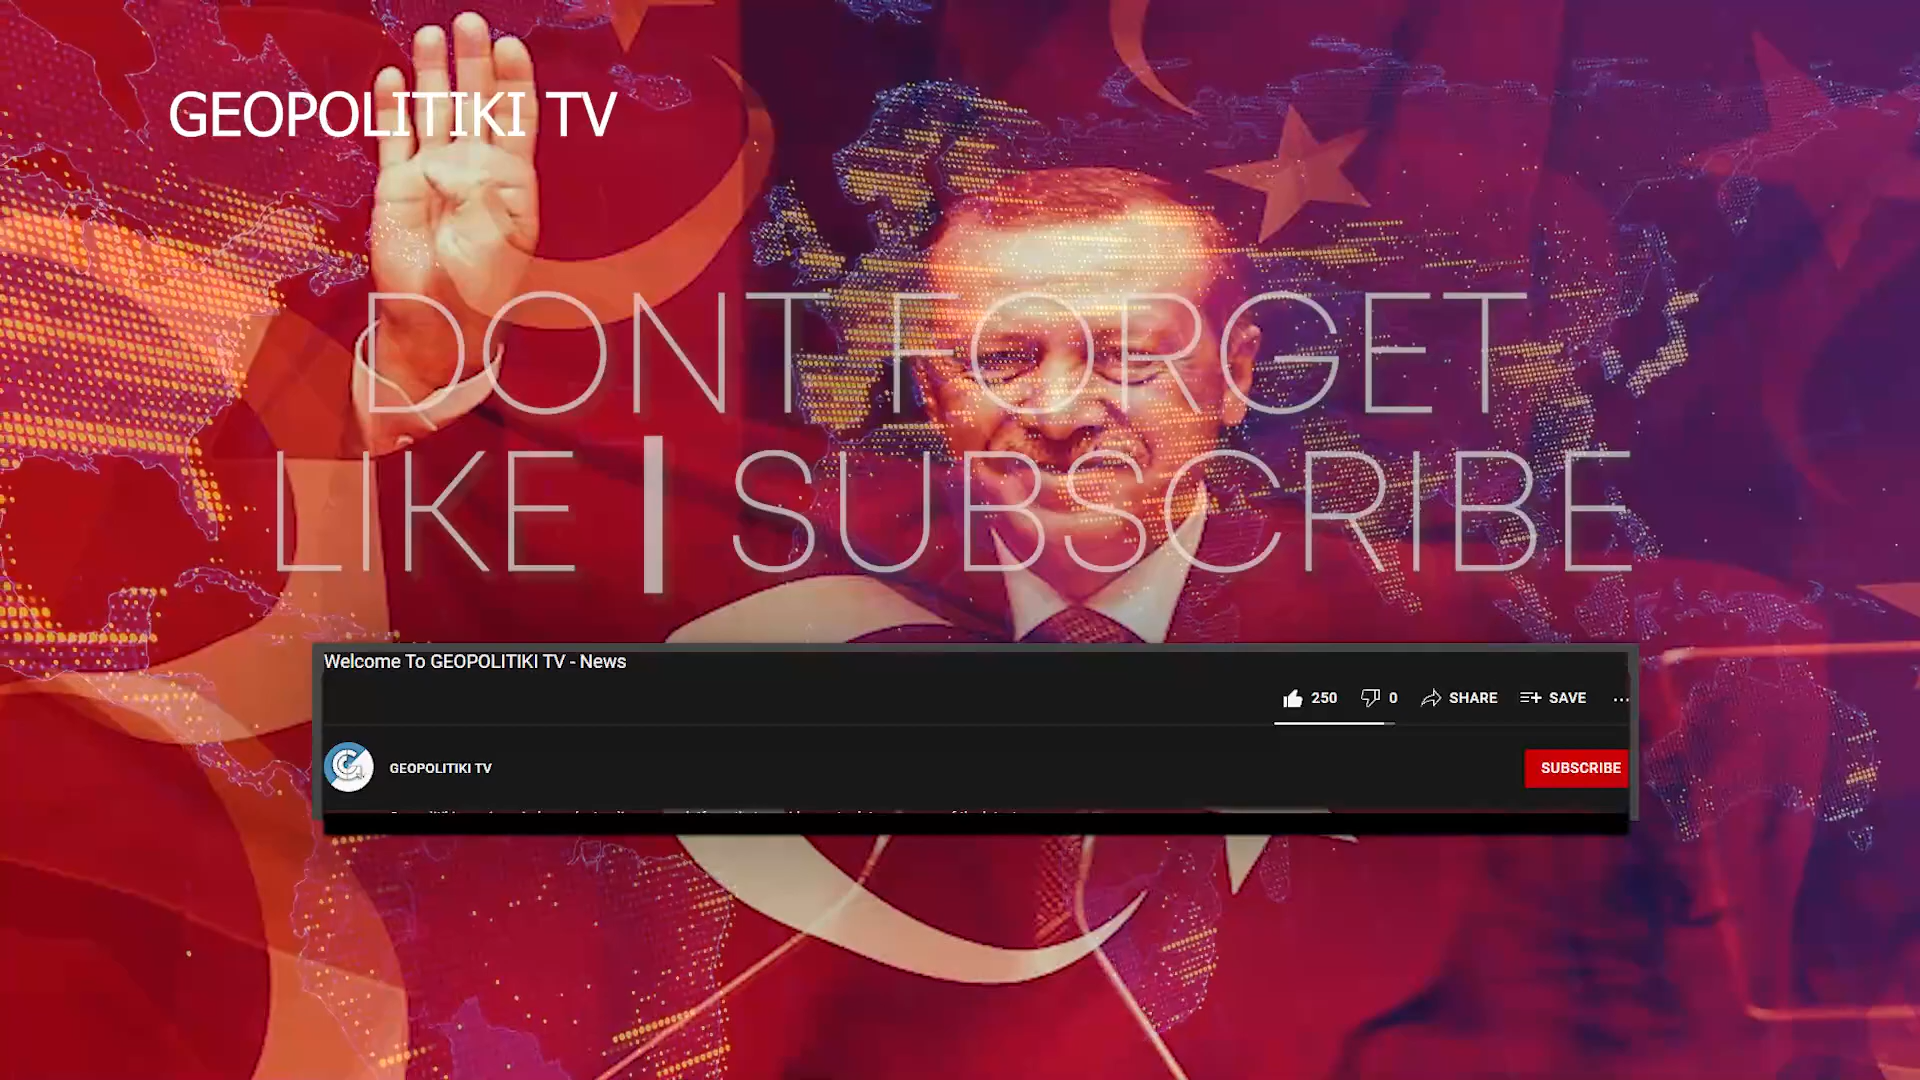 GEOPOLITIKI TV
DONT FORGET
LIKE | SUBSCRIBE
Welcome To GEOPOLITIKI TV - News
250 0 SHARE SAVE ...
GEOPOLITIKI TV
SUBSCRIBE